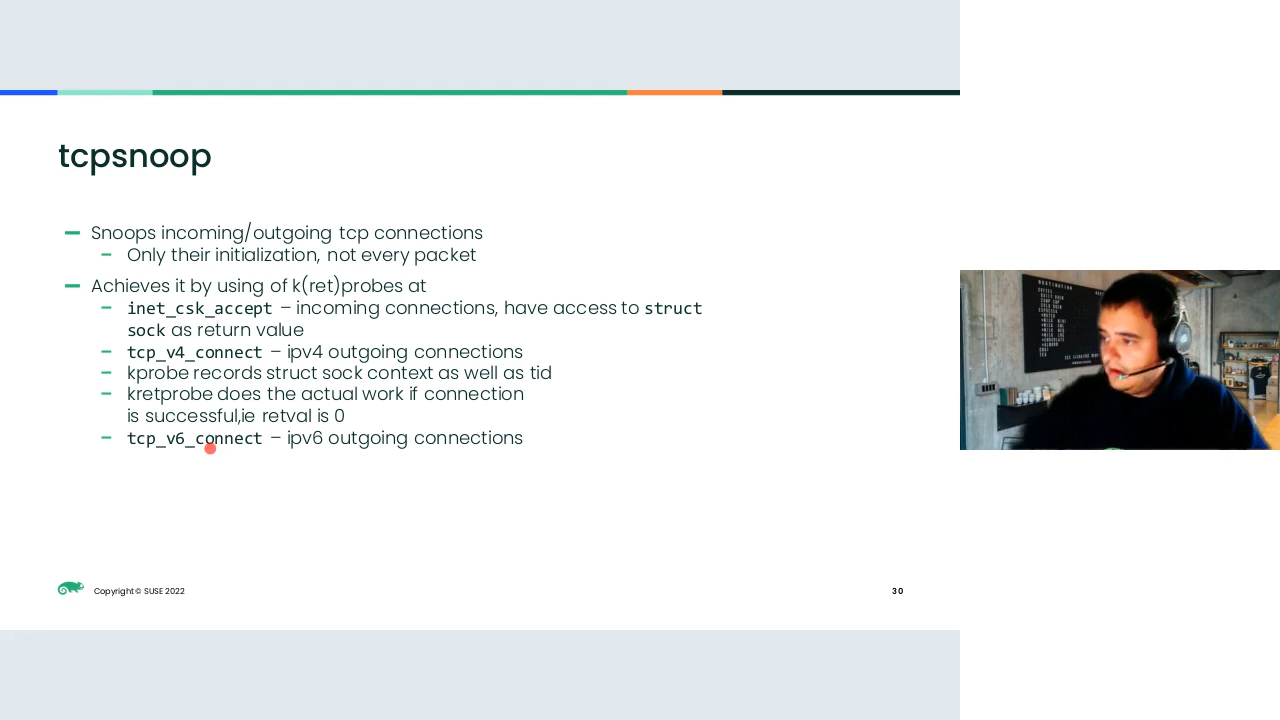 tcpsnoop
– Snoops incoming/outgoing tcp connections
– Only their initialization, not every packet
– Achieves it by using of k(ret)probes at
– inet_csk_accept – incoming connections, have access to struct
sock as return value
– tcp_v4_connect – ipv4 outgoing connections
– kprobe records struct sock context as well as tid
– kretprobe does the actual work if connection
is successful,ie retval is 0
– tcp_v6_connect – ipv6 outgoing connections
Copyright © SUSE 2022
30
DESTINATION